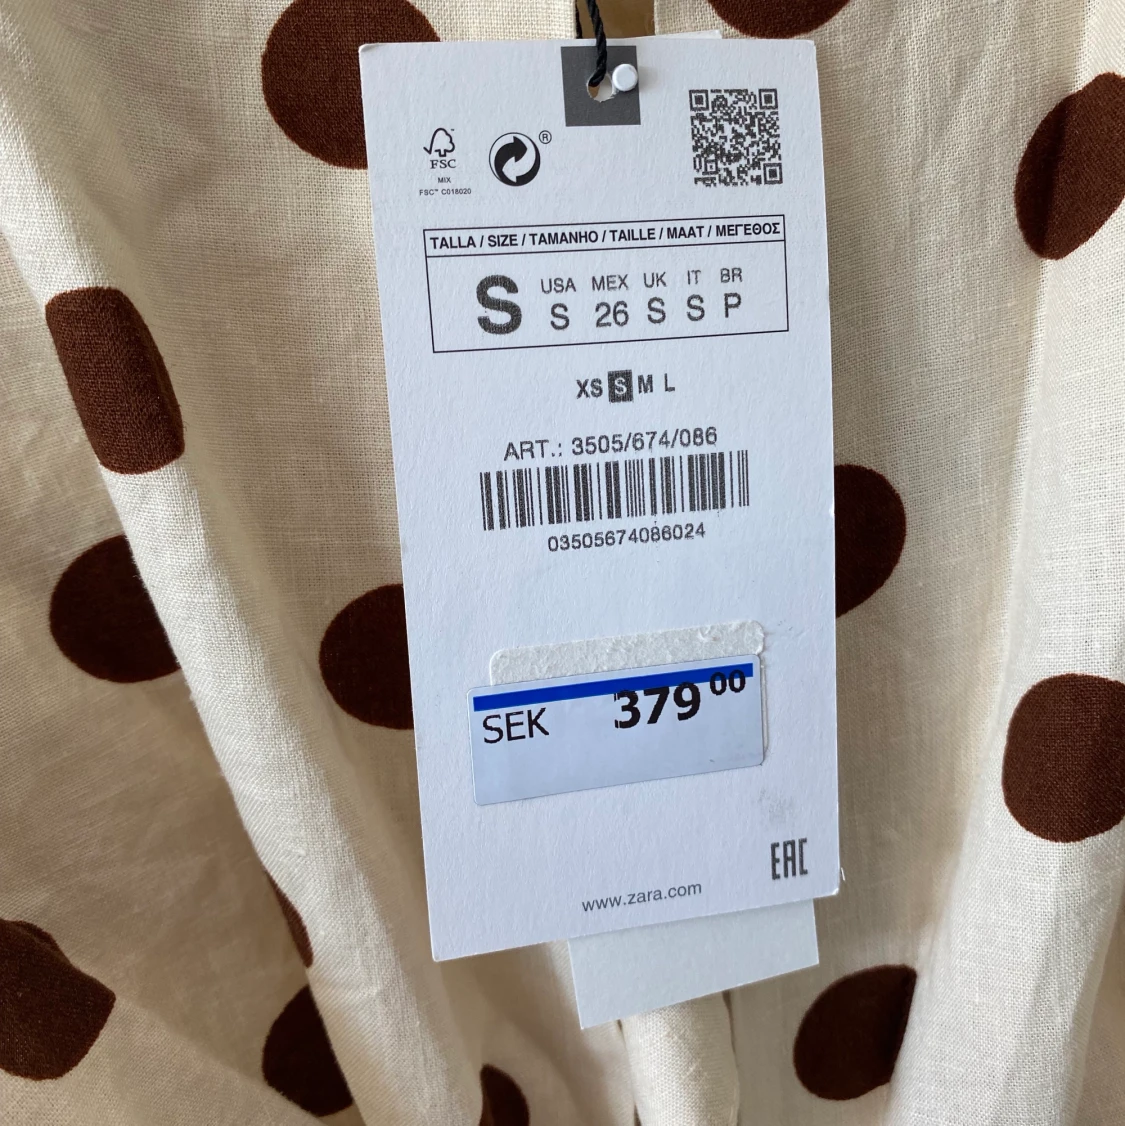 FSC
MIX
FSC™ C018020
®
TALLA / SIZE / TAMANHO / TAILLE / MAAT / ΜΕΓΕΘΟΣ
S USA MEX UK IT BR
S 26 S S P
XS S M L
ART.: 3505/674/086
03505674086024
SEK 379 00
EAC
www.zara.com